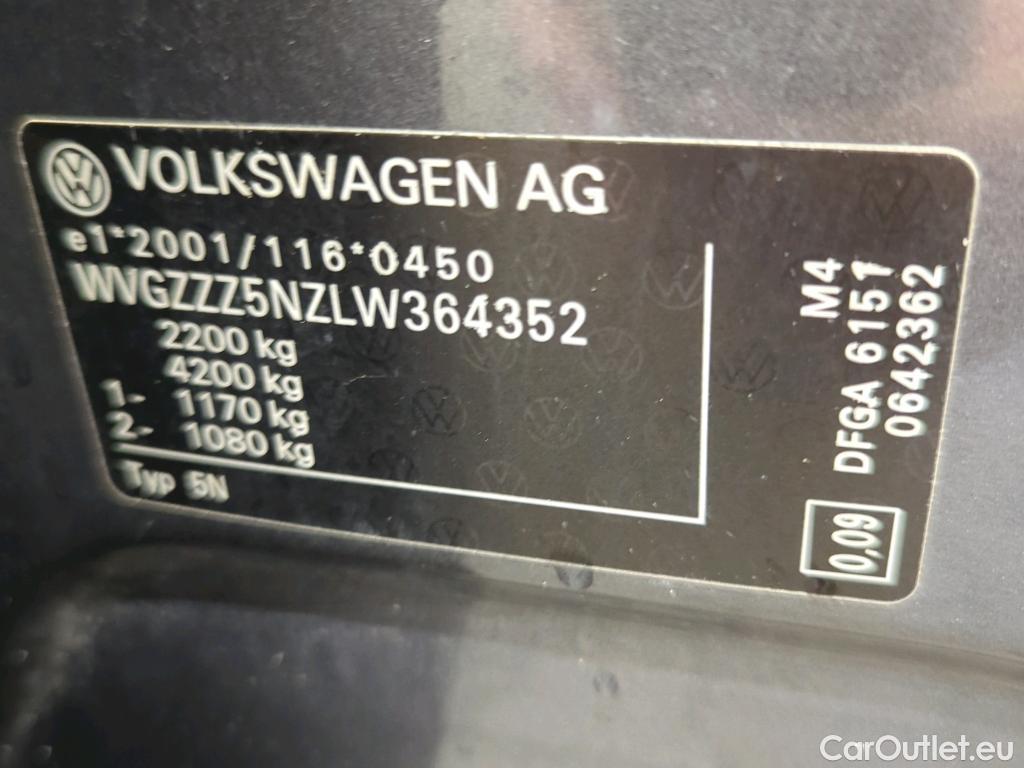 VOLKSWAGEN AG
e1*2001/116*0450
WVGZZZ5NZLW364352
2200 kg
4200 kg
1- 1170 kg
2- 1080 kg
Typ 5N
M4
DFGA 6151
0642362
0,09
CarOutlet.eu